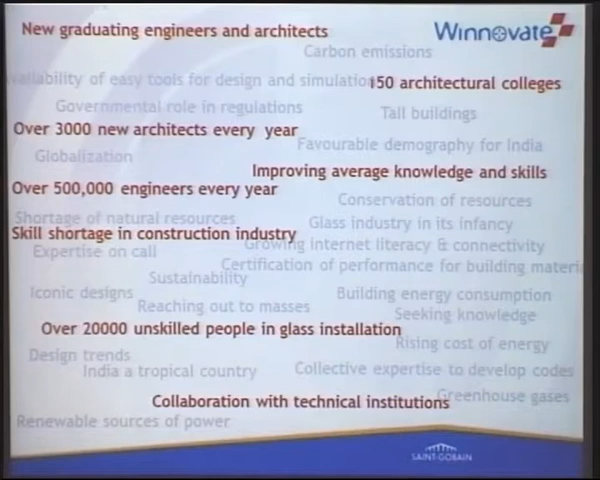 New graduating engineers and architects
Winnovate
Carbon emissions
of easy tools for design and simulation
150 architectural colleges
Governmental role in regulations
Tall buildings
Over 3000 new architects every year
Favourable demography for India
Globalization
Improving average knowledge and skills
Over 500,000 engineers every year
Conservation of resources
Shortage of natural resources
Glass industry in its infancy
Skill shortage in construction industry
Growing internet literacy & connectivity
Expertise on call
Certification of performance for building materi
Sustainability
Iconic designs
Building energy consumption
Reaching out to masses
Seeking knowledge
Over 20000 unskilled people in glass installation
Rising cost of energy
Design trends
India a tropical country
Collective expertise to develop codes
Collaboration with technical institutions
Greenhouse gases
Renewable sources of power
SAINT-GOBAIN